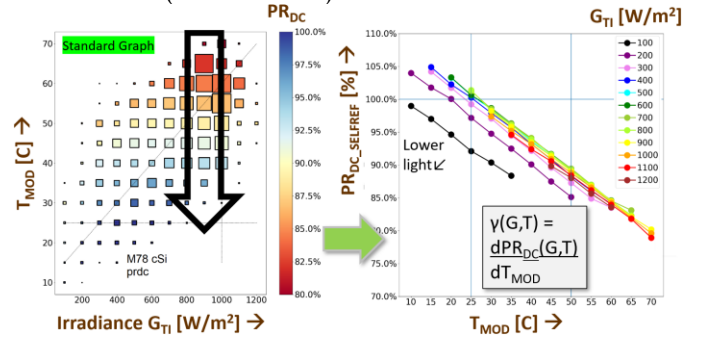 PR_DC
G_TI [W/m²]
Standard Graph
T_MOD [C] →
70
60
50
40
30
20
10
M78 cSi
prdc
200 400 600 800 1000 1200
Irradiance G_TI [W/m²] →
100.0%
97.5%
95.0%
92.5%
90.0%
87.5%
85.0%
82.5%
80.0%
PR_DC_SELFREF [%] →
110.0%
105.0%
100.0%
95.0%
90.0%
85.0%
80.0%
75.0%
70.0%
Lower
light↙
γ(G,T) =
dPR_DC(G,T)
dT_MOD
100
200
300
400
500
600
700
800
900
1000
1100
1200
10 15 20 25 30 35 40 45 50 55 60 65 70
T_MOD [C] →